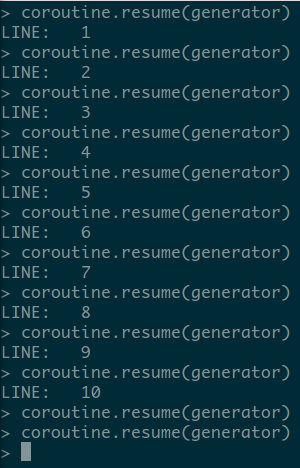 > coroutine.resume(generator)
LINE:   1
> coroutine.resume(generator)
LINE:   2
> coroutine.resume(generator)
LINE:   3
> coroutine.resume(generator)
LINE:   4
> coroutine.resume(generator)
LINE:   5
> coroutine.resume(generator)
LINE:   6
> coroutine.resume(generator)
LINE:   7
> coroutine.resume(generator)
LINE:   8
> coroutine.resume(generator)
LINE:   9
> coroutine.resume(generator)
LINE:   10
> coroutine.resume(generator)
> coroutine.resume(generator)
>